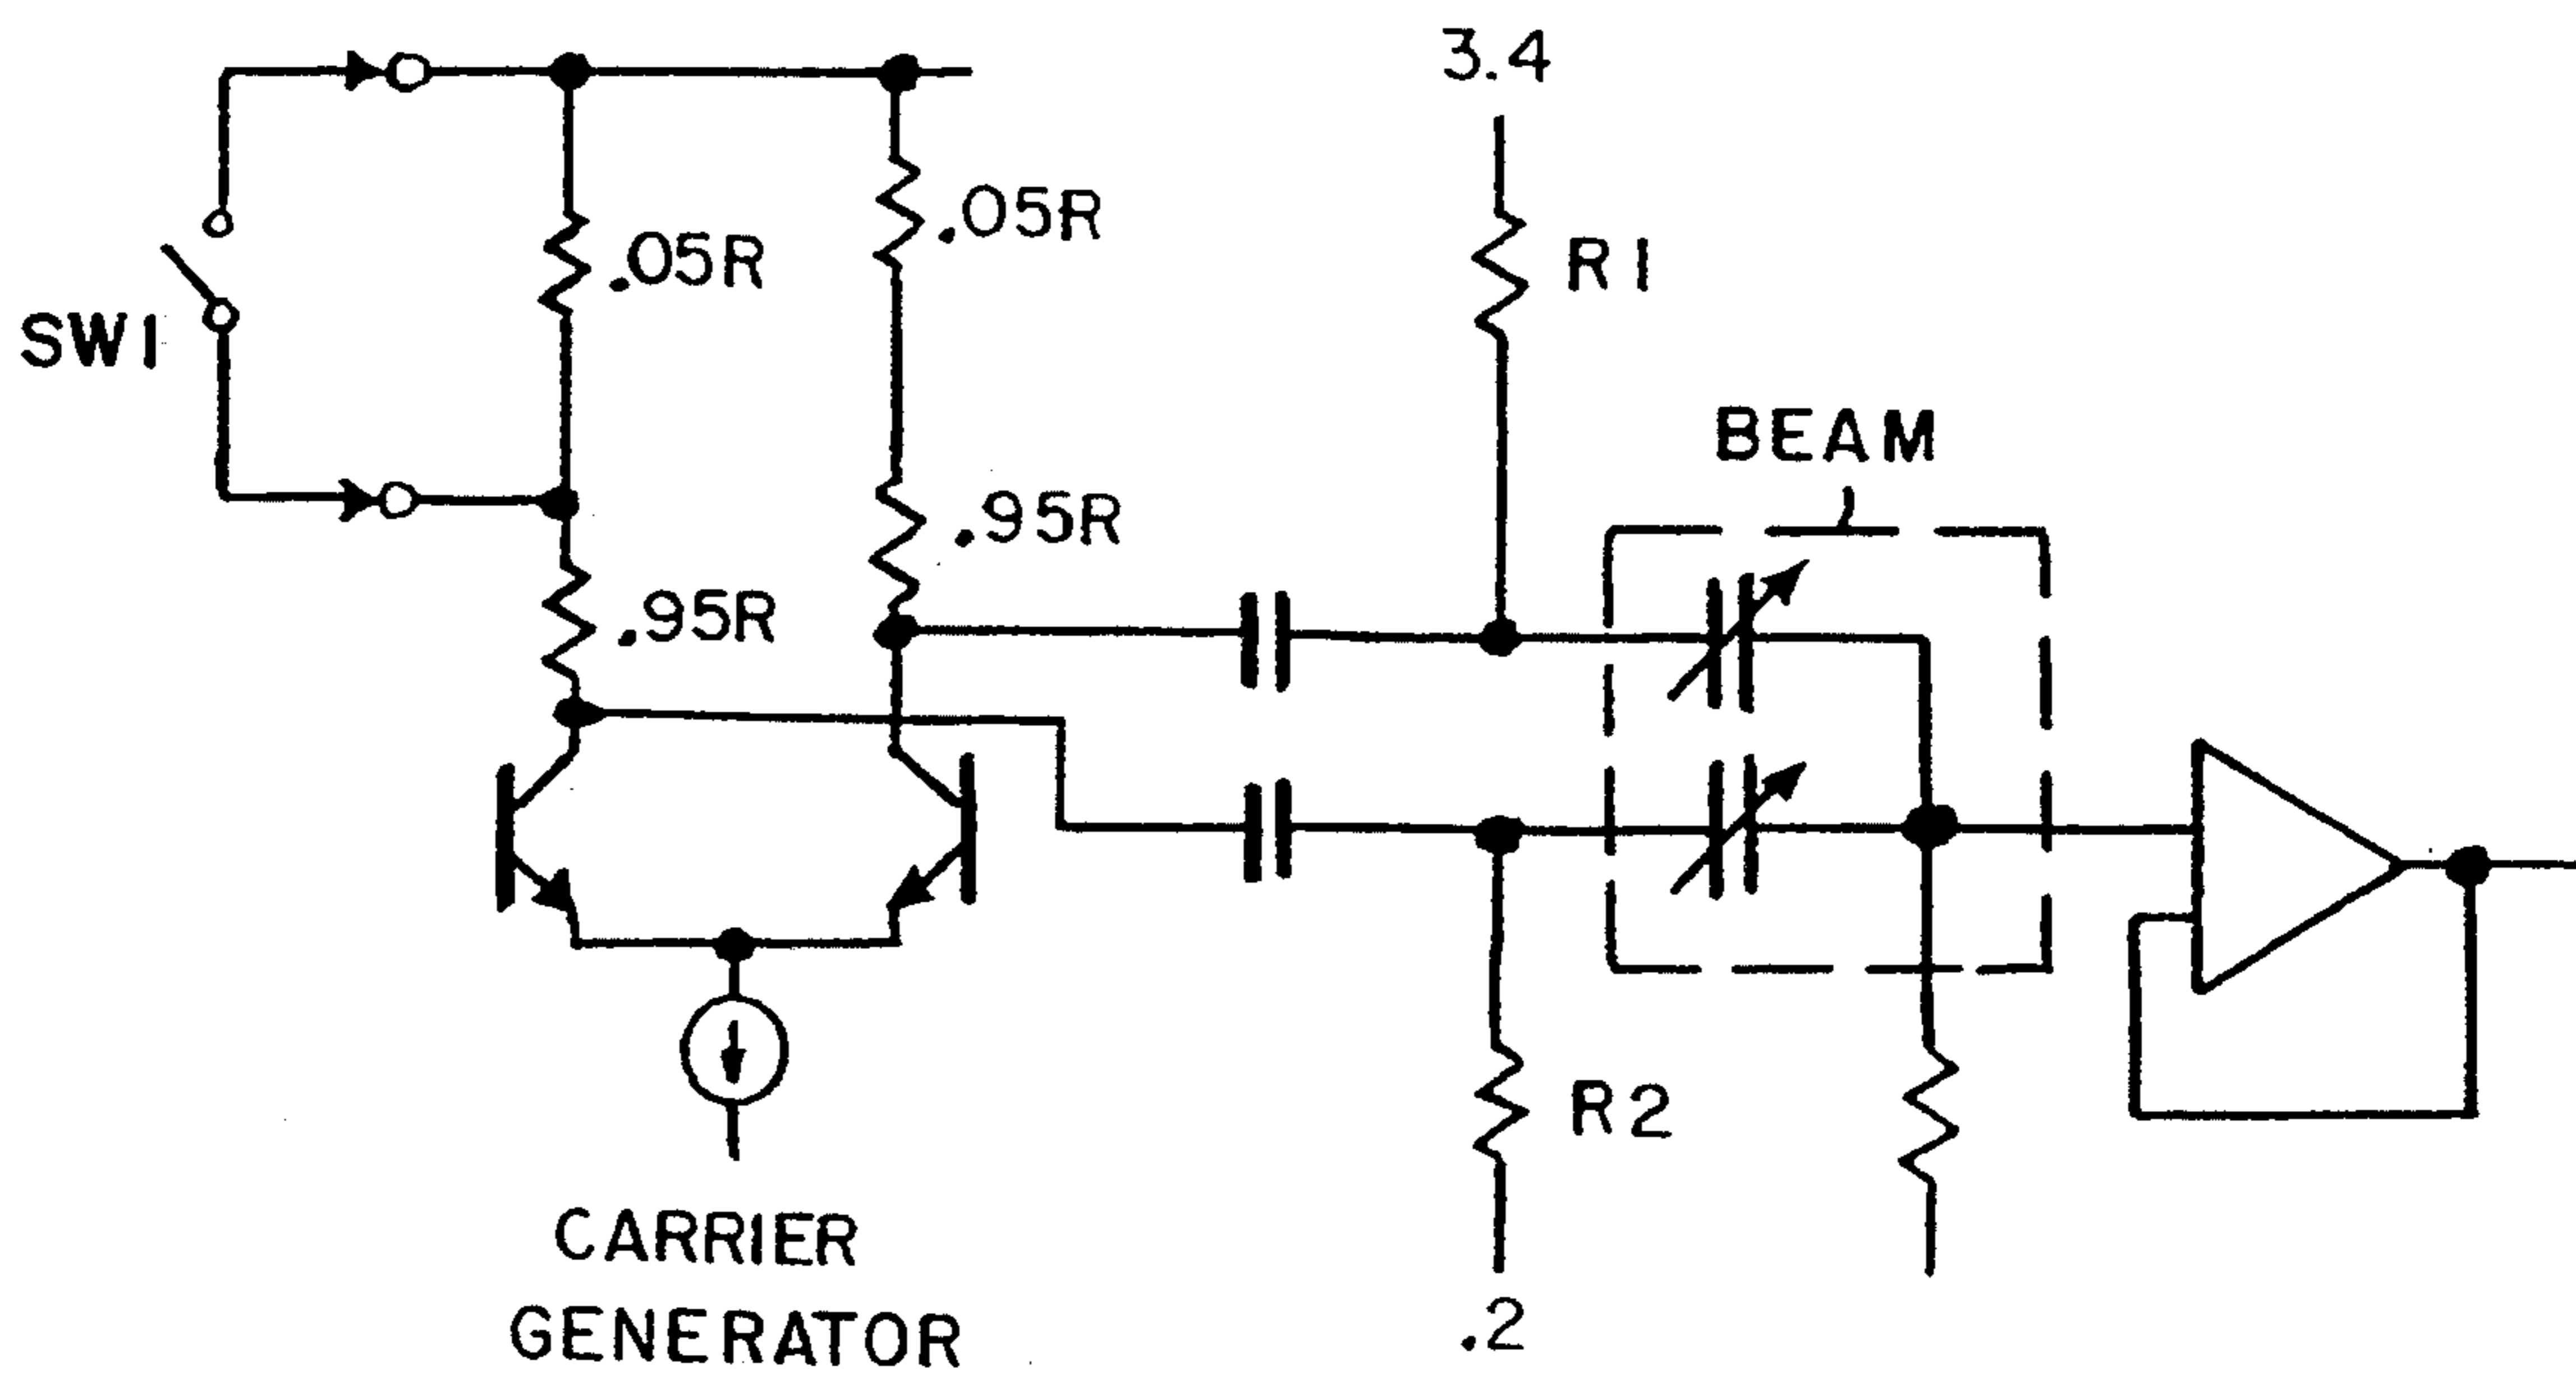 3.4
.05R
.05R
R1
SW1
BEAM
.95R
.95R
R2
CARRIER
GENERATOR
.2